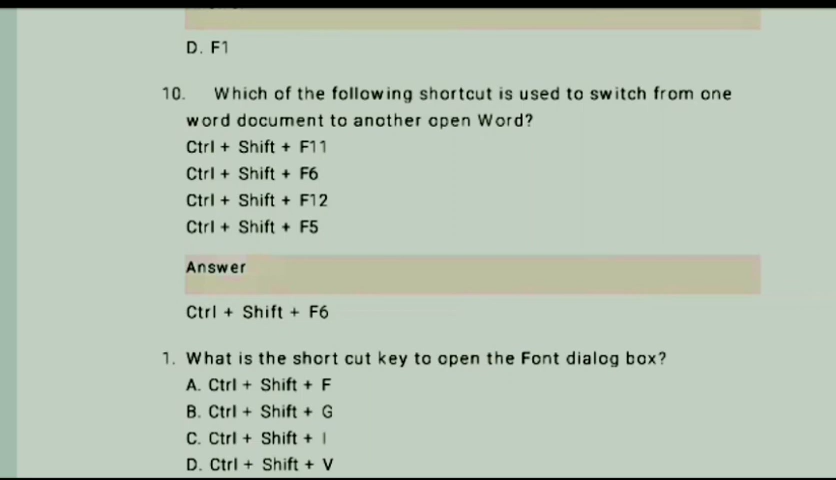 D. F1
10. Which of the following shortcut is used to switch from one
word document to another open Word?
Ctrl + Shift + F11
Ctrl + Shift + F6
Ctrl + Shift + F12
Ctrl + Shift + F5
Answer
Ctrl + Shift + F6
1. What is the short cut key to open the Font dialog box?
A. Ctrl + Shift + F
B. Ctrl + Shift + G
C. Ctrl + Shift + I
D. Ctrl + Shift + V